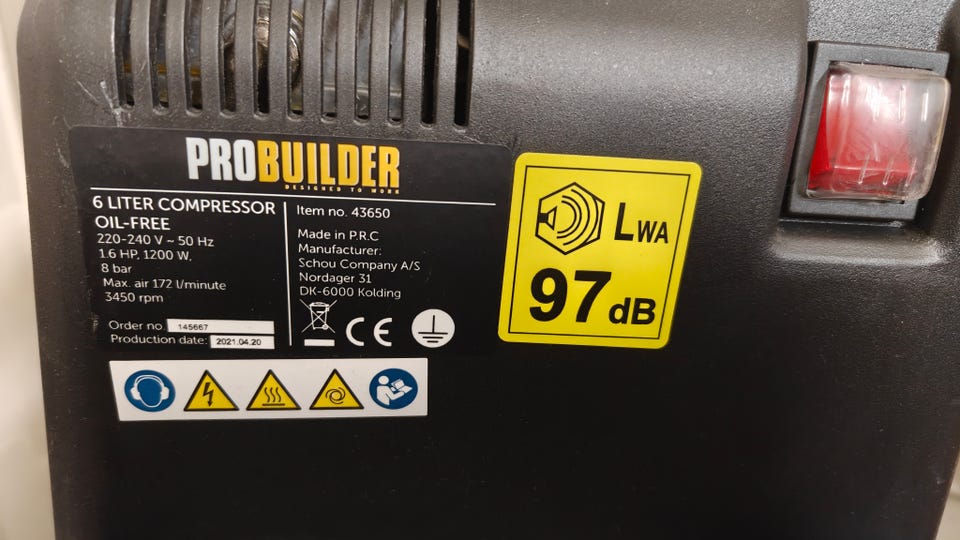 PROBUILDER
DESIGNED TO WORK
6 LITER COMPRESSOR
OIL-FREE
220-240 V ~ 50 Hz
1.6 HP, 1200 W,
8 bar
Max. air 172 l/minute
3450 rpm
Order no. 145667
Production date: 2021.04.20
Item no. 43650
Made in P.R.C
Manufacturer:
Schou Company A/S
Nordager 31
DK-6000 Kolding
CE
LWA
97 dB